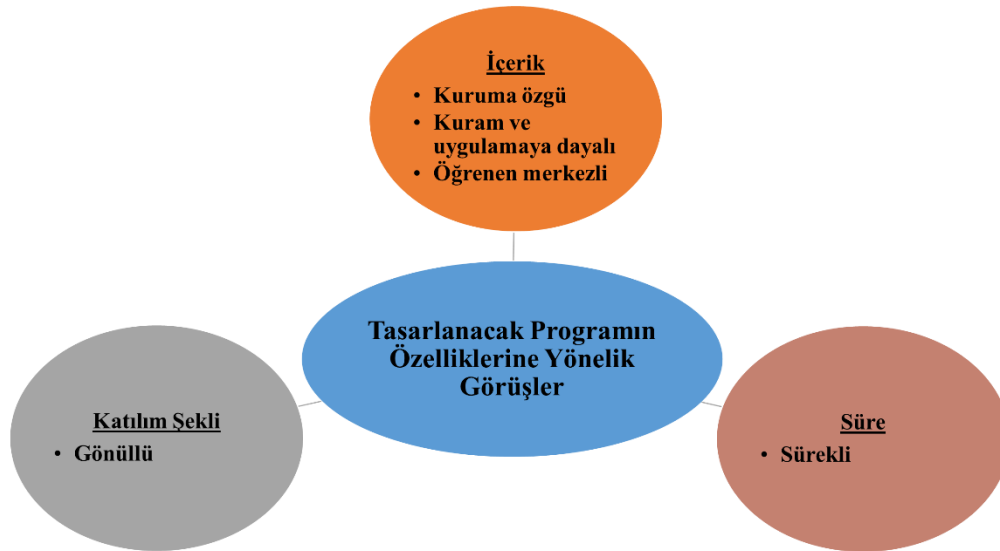 İçerik
• Kuruma özgü
• Kuram ve
uygulamaya dayalı
• Öğrenen merkezli
Tasarlanacak Programın
Özelliklerine Yönelik
Görüşler
Katılım Şekli
• Gönüllü
Süre
• Sürekli